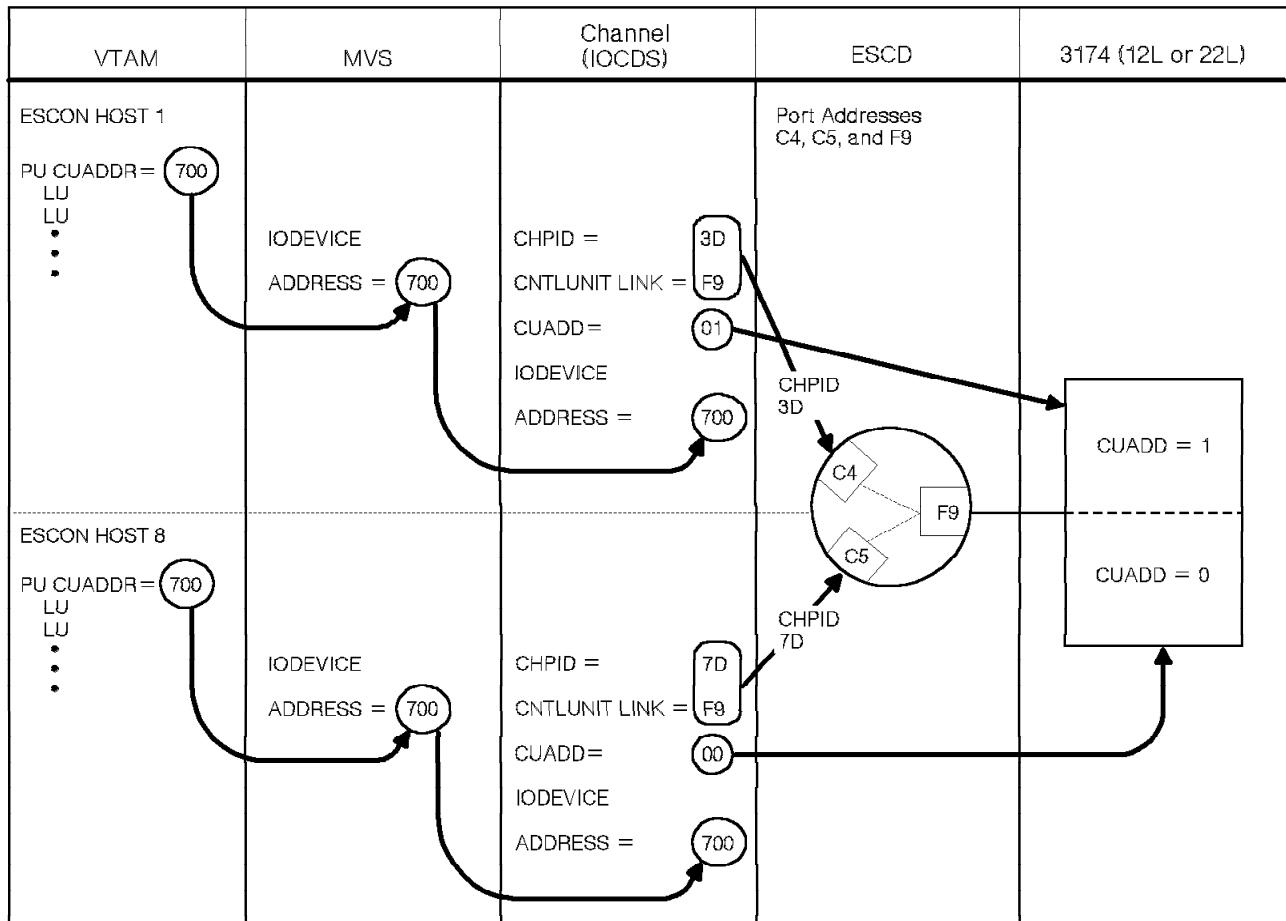 VTAM
MVS
Channel
(IOCDS)
ESCD
3174 (12L or 22L)
ESCON HOST 1
PU CUADDR = 700
LU
LU
IODEVICE
ADDRESS = 700
CHPID = 3D
CNTLUNIT LINK = F9
CUADD= 01
IODEVICE
ADDRESS = 700
Port Addresses
C4, C5, and F9
CHPID
3D
C4
F9
C5
CHPID
7D
CUADD = 1
CUADD = 0
ESCON HOST 8
PU CUADDR= 700
LU
LU
IODEVICE
ADDRESS = 700
CHPID = 7D
CNTLUNIT LINK = F9
CUADD= 00
IODEVICE
ADDRESS = 700